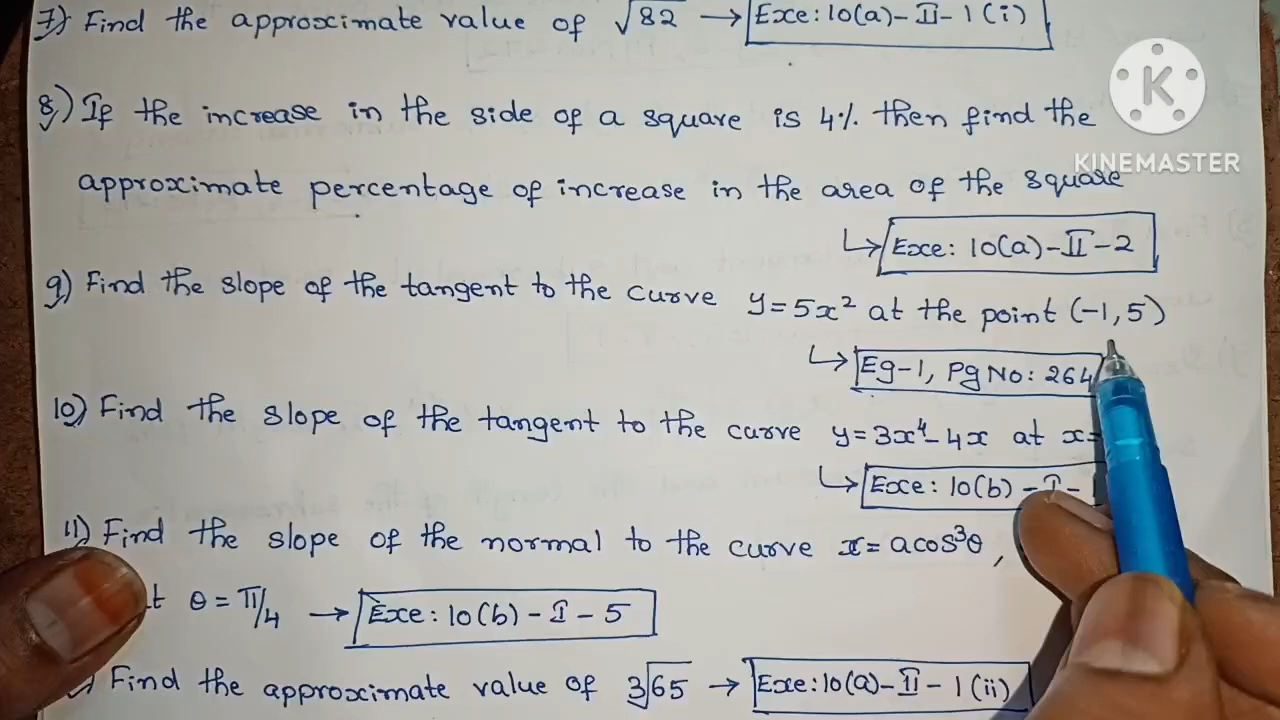 7) Find the approximate value of √82 → Exe: 10(a)-II-1(i)
8) If the increase in the side of a square is 4% then find the
approximate percentage of increase in the area of the square
↳ Exe: 10(a)-II-2
9) Find the slope of the tangent to the curve y=5x² at the point (-1,5)
↳ Eg-1, Pg No: 264
10) Find the slope of the tangent to the curve y=3x⁴-4x at x=
↳ Exe: 10(b)-I-
11) Find the slope of the normal to the curve x=acos³θ,
θ=π/4 → Exe: 10(b)-I-5
Find the approximate value of ∛65 → Exe: 10(a)-II-1(ii)
K
KINEMASTER